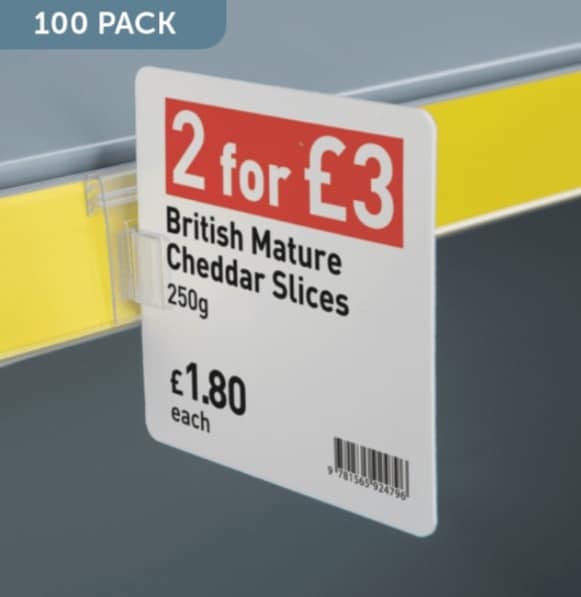 100 PACK
2 for £3
British Mature
Cheddar Slices
250g
£1.80
each
9 781565 924796